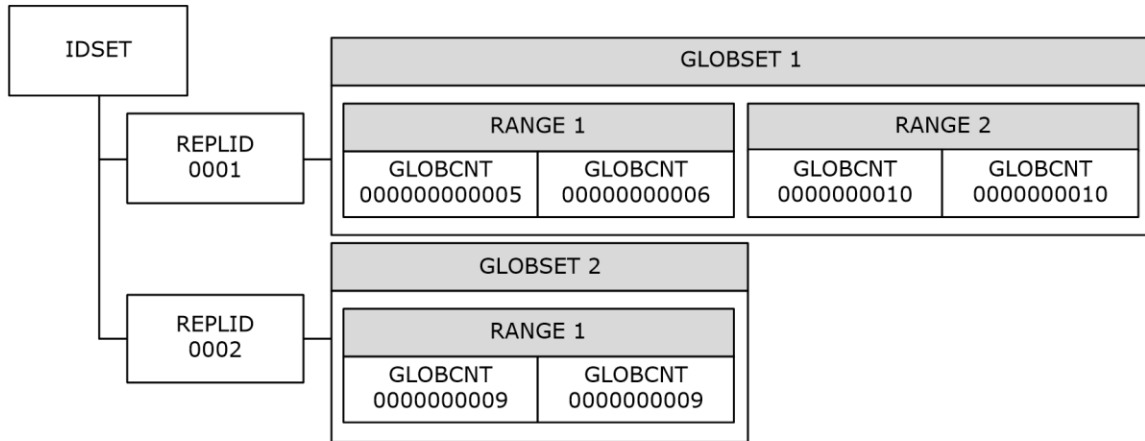 IDSET
GLOBSET 1
REPLID
0001
RANGE 1
RANGE 2
GLOBCNT
000000000005
GLOBCNT
00000000006
GLOBCNT
0000000010
GLOBCNT
0000000010
GLOBSET 2
REPLID
0002
RANGE 1
GLOBCNT
0000000009
GLOBCNT
0000000009